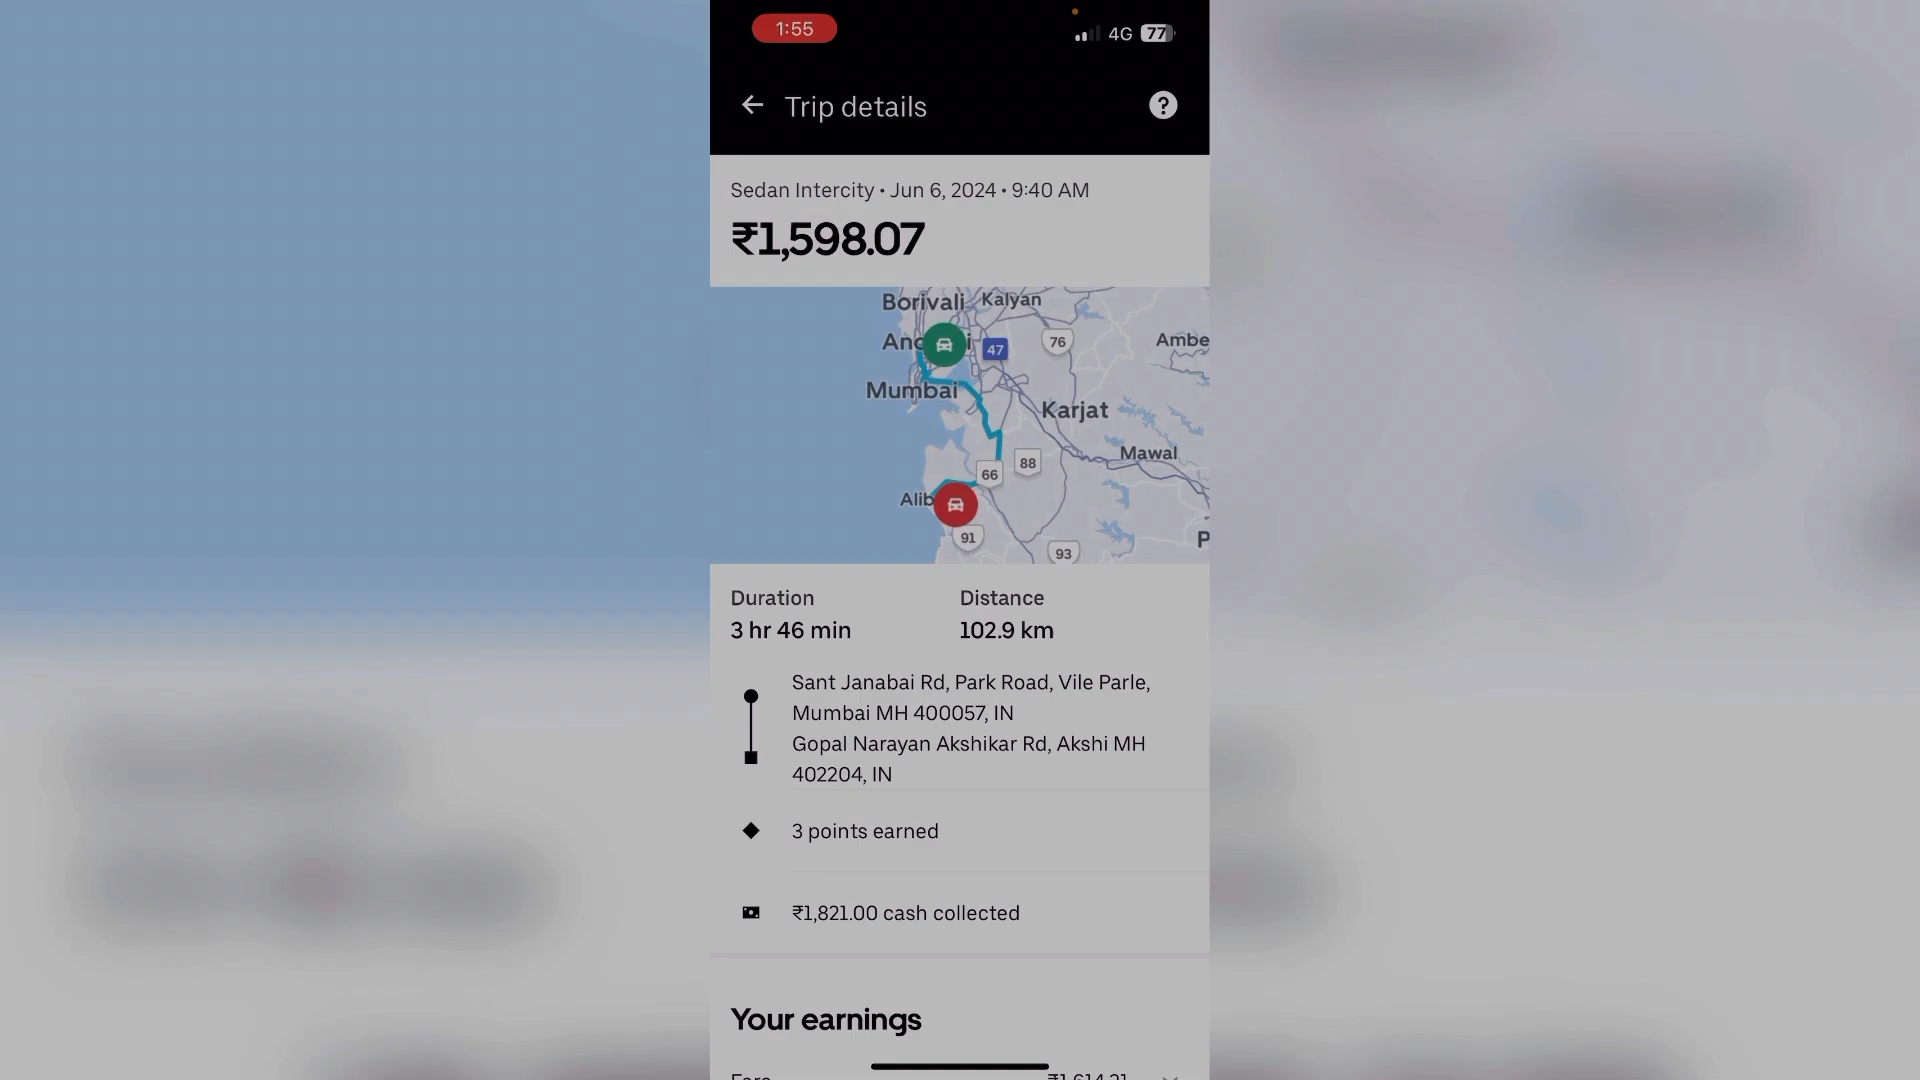 1:55
4G 77
Trip details
?
Sedan Intercity • Jun 6, 2024 • 9:40 AM
₹1,598.07
Borivali Kalyan
47
76
Ambe
Mumbai
Karjat
Mawal
66
88
Alib
91
93
P
Duration Distance
3 hr 46 min 102.9 km
Sant Janabai Rd, Park Road, Vile Parle,
Mumbai MH 400057, IN
Gopal Narayan Akshikar Rd, Akshi MH
402204, IN
3 points earned
₹1,821.00 cash collected
Your earnings